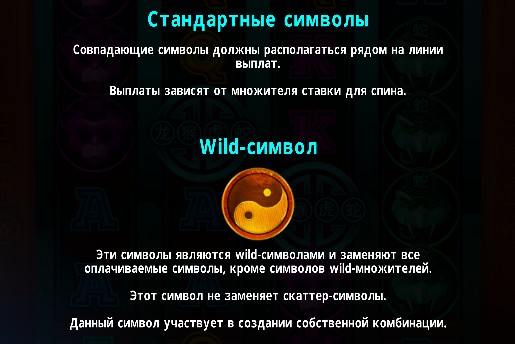 Стандартные символы
Совпадающие символы должны располагаться рядом на линии
выплат.
Выплаты зависят от множителя ставки для спина.
Wild-символ
Эти символы являются wild-символами и заменяют все
оплачиваемые символы, кроме символов wild-множителей.
Этот символ не заменяет скаттер-символы.
Данный символ участвует в создании собственной комбинации.